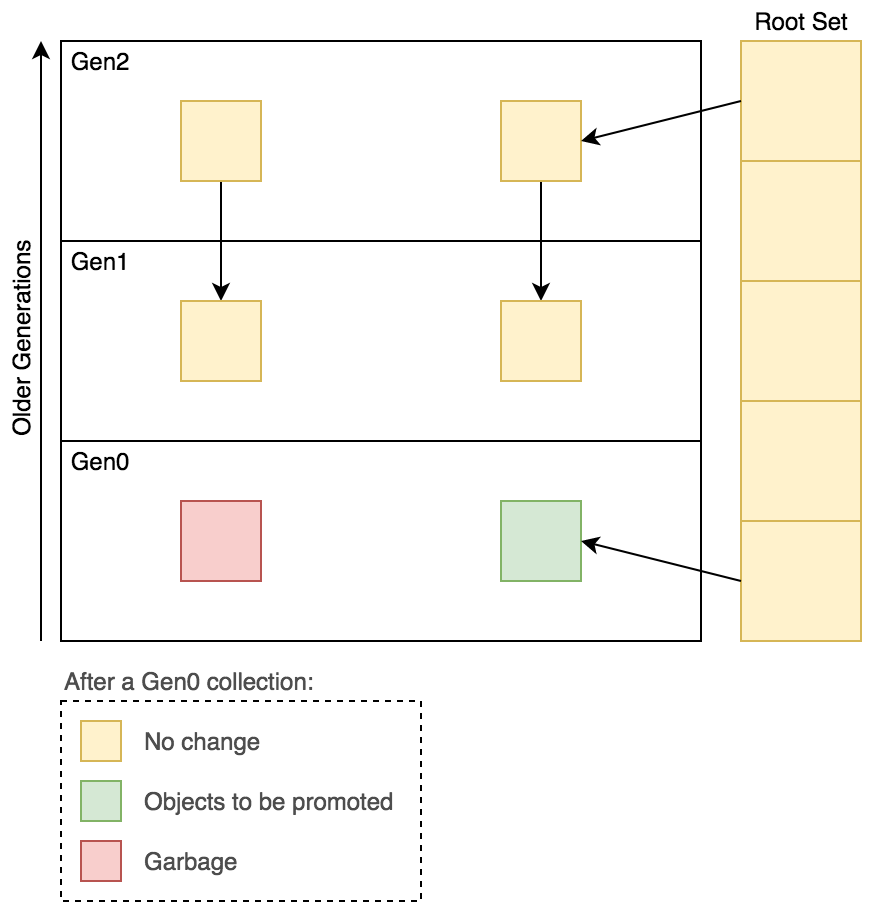 Root Set
Gen2
Gen1
Older Generations
Gen0
After a Gen0 collection:
No change
Objects to be promoted
Garbage